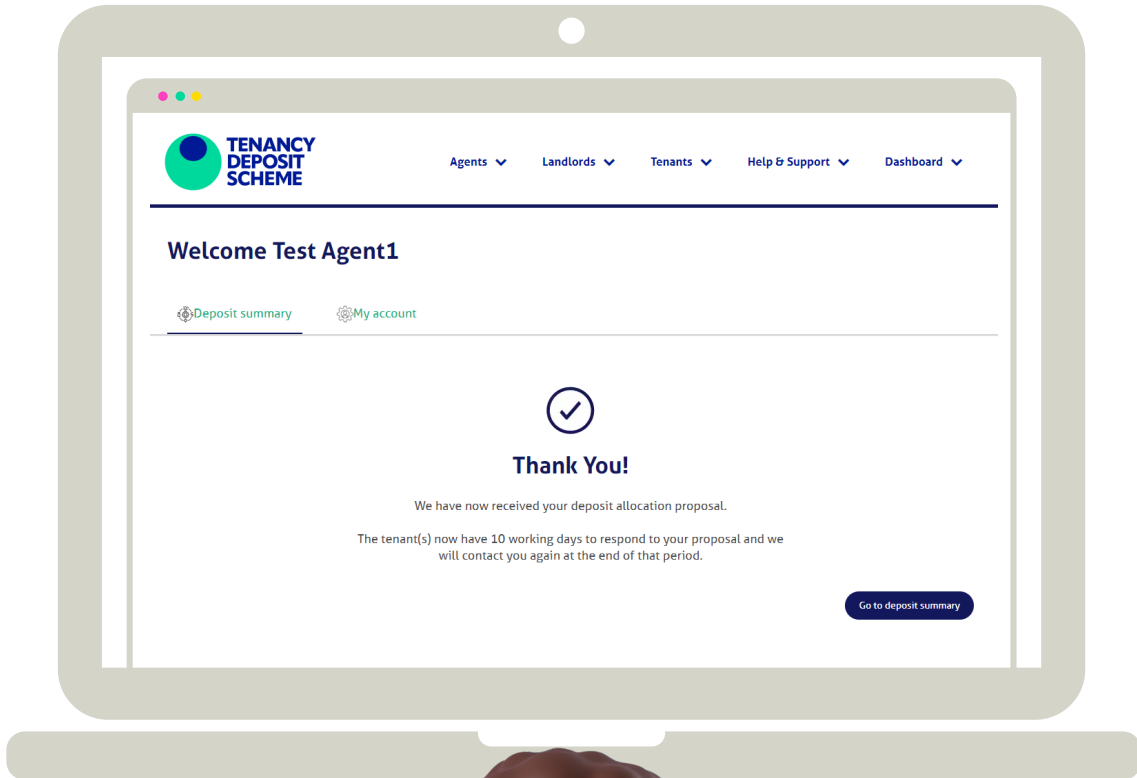 TENANCY
DEPOSIT
SCHEME
Agents
Landlords
Tenants
Help & Support
Dashboard
Welcome Test Agent1
Deposit summary
My account
Thank You!
We have now received your deposit allocation proposal.
The tenant(s) now have 10 working days to respond to your proposal and we
will contact you again at the end of that period.
Go to deposit summary